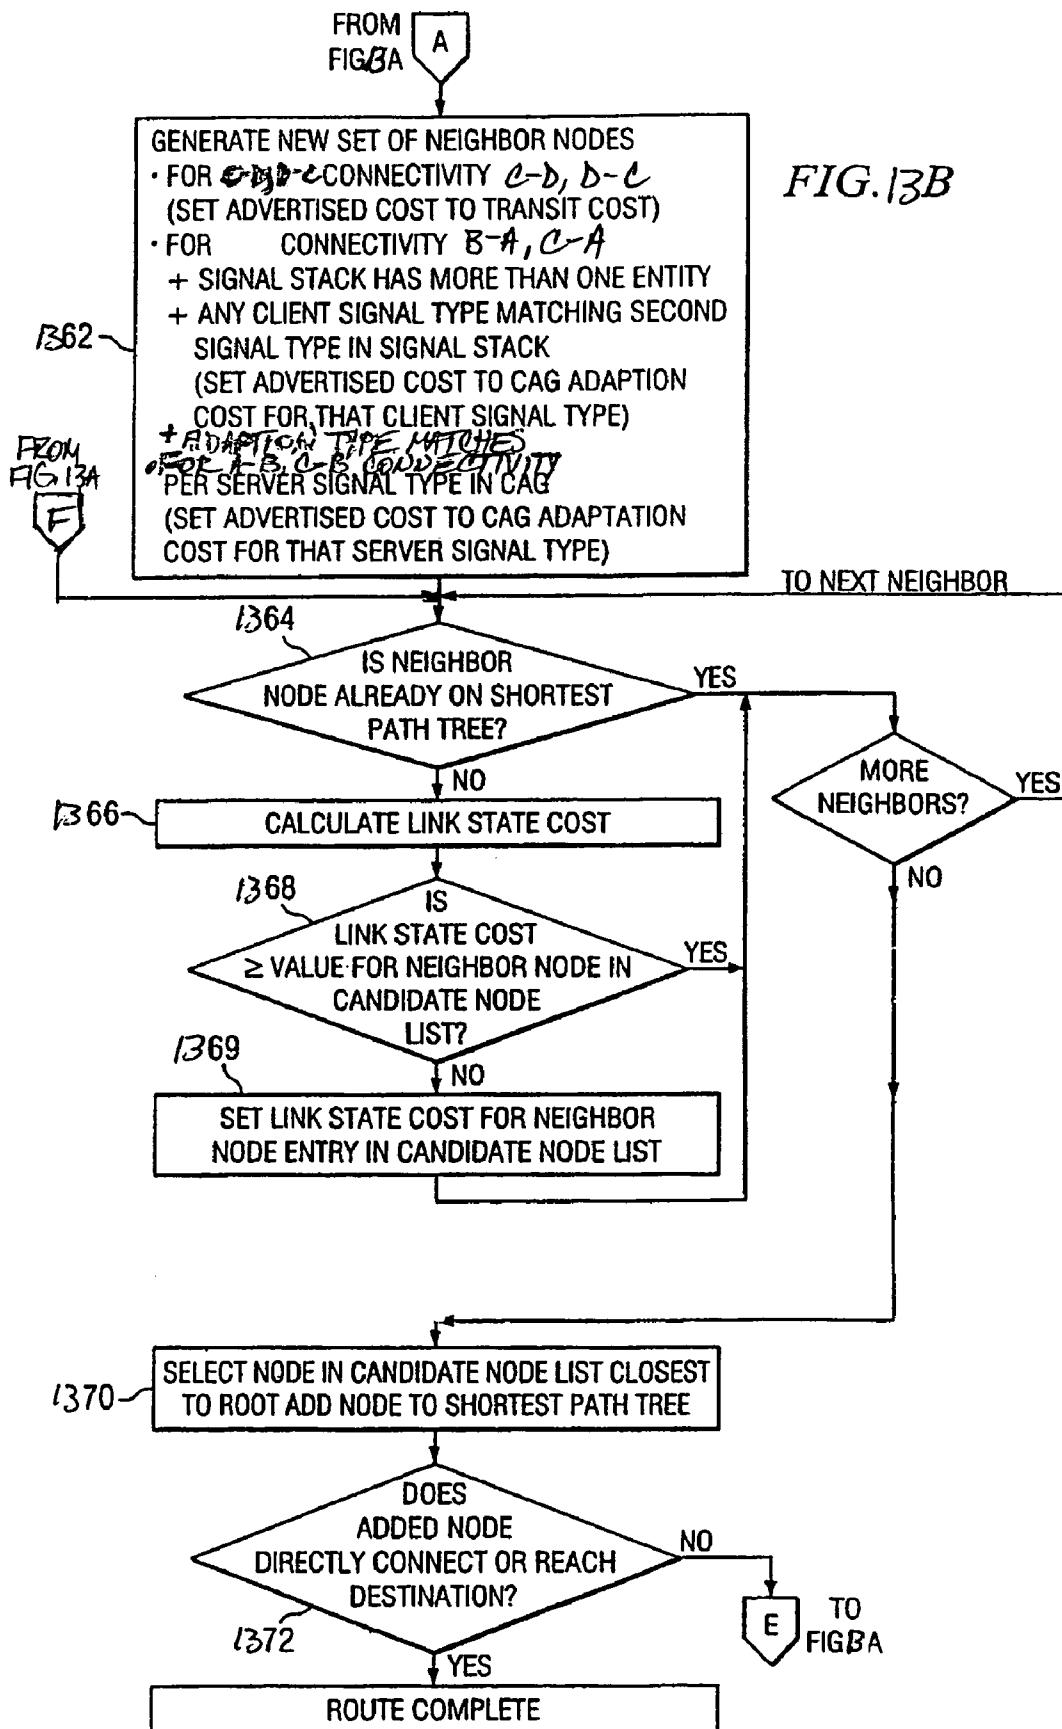 FROM
FIG13A
A
GENERATE NEW SET OF NEIGHBOR NODES
· FOR CONNECTIVITY C-D, D-C
(SET ADVERTISED COST TO TRANSIT COST)
· FOR CONNECTIVITY B-A, C-A
+ SIGNAL STACK HAS MORE THAN ONE ENTITY
+ ANY CLIENT SIGNAL TYPE MATCHING SECOND
SIGNAL TYPE IN SIGNAL STACK
(SET ADVERTISED COST TO CAG ADAPTION
COST FOR THAT CLIENT SIGNAL TYPE)
+ ADAPTION TYPE MATCHES
· FOR A-B, C-B CONNECTIVITY
PER SERVER SIGNAL TYPE IN CAG
(SET ADVERTISED COST TO CAG ADAPTATION
COST FOR THAT SERVER SIGNAL TYPE)
FIG.13B
1362
FROM
FIG. 13A
F
TO NEXT NEIGHBOR
1364
IS NEIGHBOR
NODE ALREADY ON SHORTEST
PATH TREE?
YES
NO
MORE
NEIGHBORS?
YES
NO
1366
CALCULATE LINK STATE COST
1368
IS
LINK STATE COST
≥ VALUE FOR NEIGHBOR NODE IN
CANDIDATE NODE
LIST?
YES
NO
1369
SET LINK STATE COST FOR NEIGHBOR
NODE ENTRY IN CANDIDATE NODE LIST
1370
SELECT NODE IN CANDIDATE NODE LIST CLOSEST
TO ROOT ADD NODE TO SHORTEST PATH TREE
DOES
ADDED NODE
DIRECTLY CONNECT OR REACH
DESTINATION?
NO
1372
E
TO
FIG13A
YES
ROUTE COMPLETE